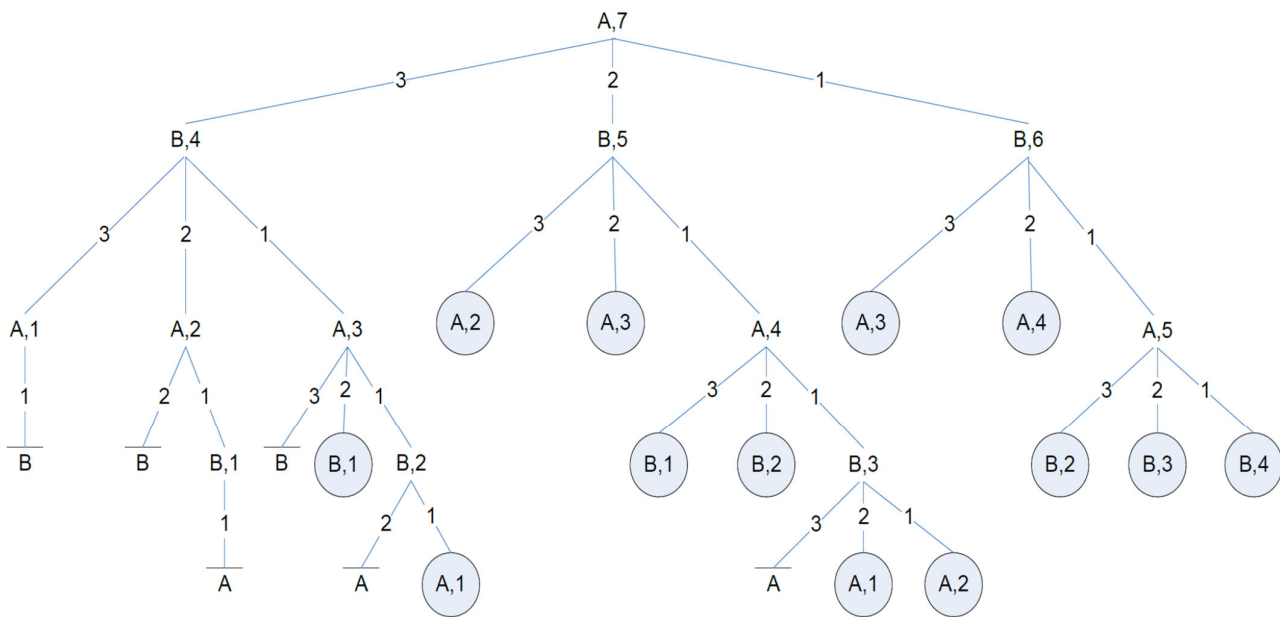 A,7
3 2 1
B,4 B,5 B,6
3 2 1 3 2 1 3 2 1
A,1 A,2 A,3 A,2 A,3 A,4 A,3 A,4 A,5
1 2 1 3 2 1 3 2 1 3 2 1
B B B,1 B B,1 B,2 B,1 B,2 B,3 B,2 B,3 B,4
1 2 1 3 2 1
A A A,1 A A,1 A,2